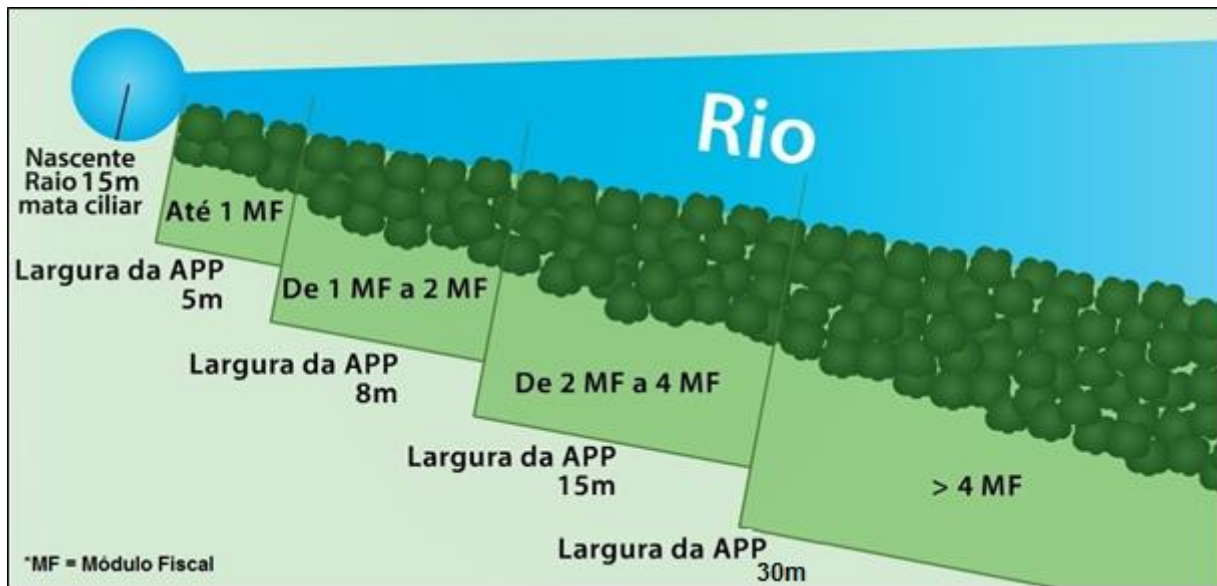 Rio
Nascente
Raio 15m
mata ciliar
Até 1 MF
Largura da APP
5m
De 1 MF a 2 MF
Largura da APP
8m
De 2 MF a 4 MF
Largura da APP
15m
> 4 MF
Largura da APP
30m
*MF = Módulo Fiscal